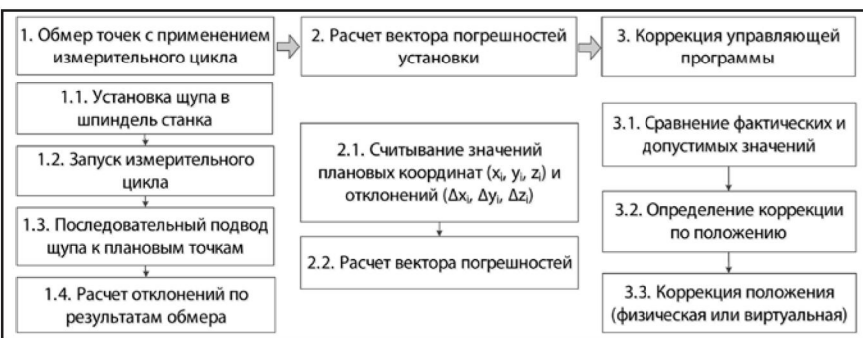 1. Обмер точек с применением
измерительного цикла
2. Расчет вектора погрешностей
установки
3. Коррекция управляющей
программы
1.1. Установка щупа в
шпиндель станка
1.2. Запуск измерительного
цикла
1.3. Последовательный подвод
щупа к плановым точкам
1.4. Расчет отклонений по
результатам обмера
2.1. Считывание значений
плановых координат (xᵢ, yᵢ, zᵢ) и
отклонений (Δxᵢ, Δyᵢ, Δzᵢ)
2.2. Расчет вектора погрешностей
3.1. Сравнение фактических и
допустимых значений
3.2. Определение коррекции
по положению
3.3. Коррекция положения
(физическая или виртуальная)